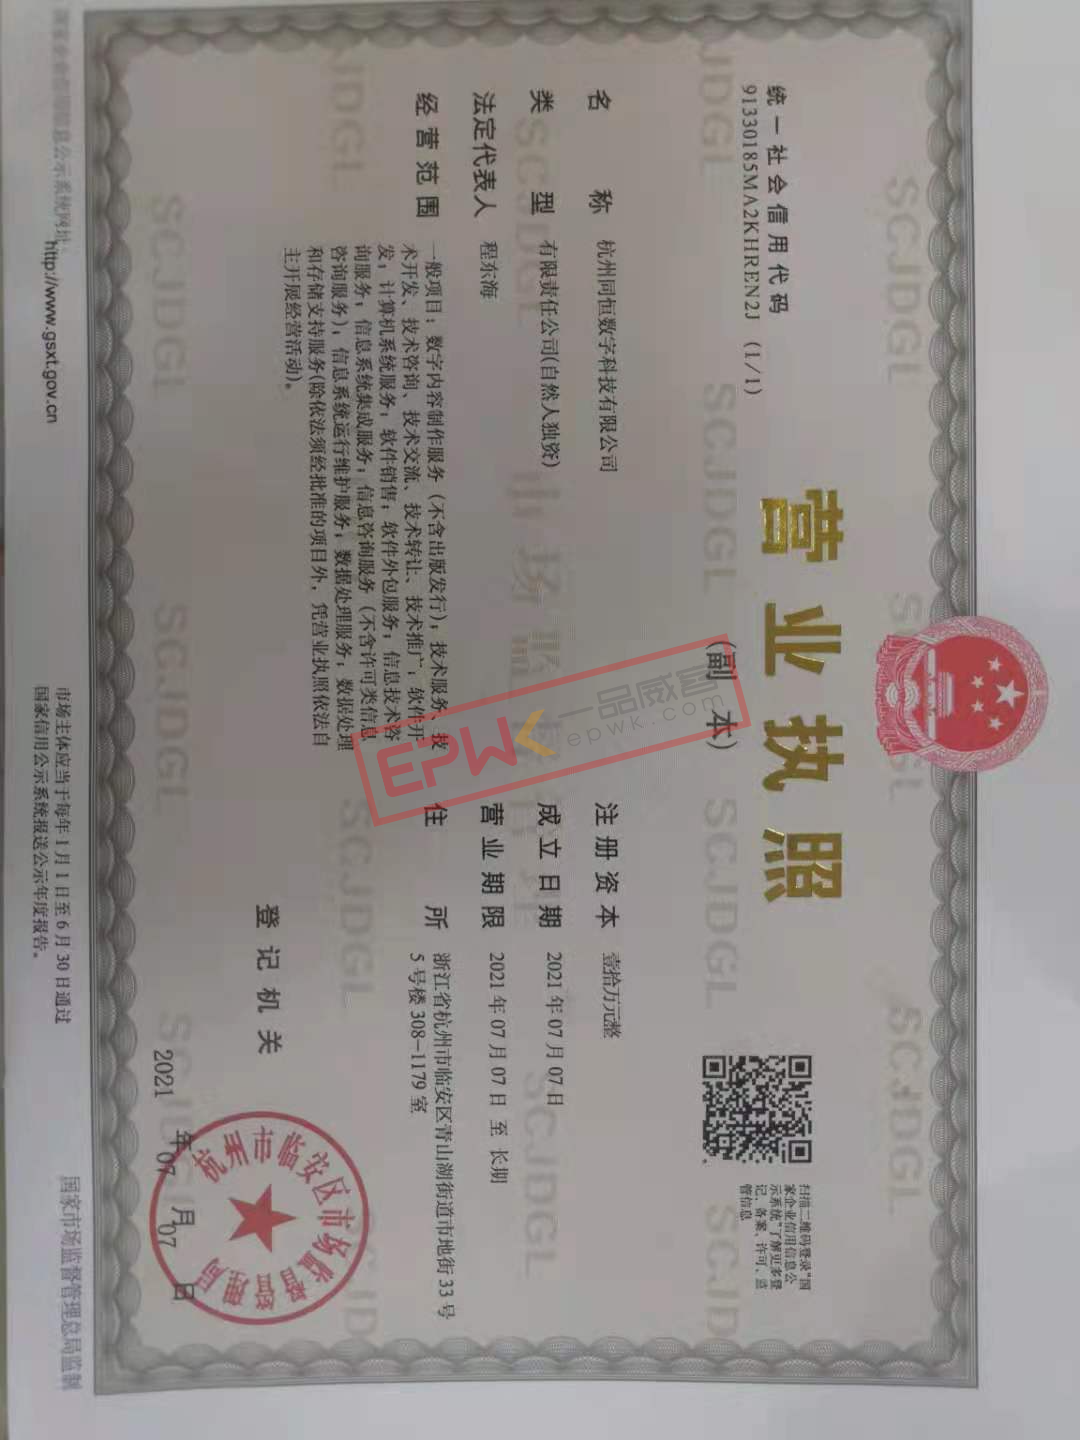 营业执照
（副 本）
统一社会信用代码
91330185MA2KHREN2J （1/1）
扫描二维码登录“国
家企业信用信息公
示系统”了解更多登
记、备案、许可、监
管信息
名 称 杭州同恒数字科技有限公司
类 型 有限责任公司(自然人独资)
法定代表人 程东海
经营范围 一般项目：数字内容制作服务（不含出版发行）；技术服务、技
术开发、技术咨询、技术交流、技术转让、技术推广；软件开
发；计算机系统服务；软件销售；软件外包服务；信息技术咨
询服务；信息系统集成服务；信息咨询服务（不含许可类信息
咨询服务）；信息系统运行维护服务；数据处理服务；数据处理
和存储支持服务(除依法须经批准的项目外，凭营业执照依法自
主开展经营活动)。
注册资本 壹拾万元整
成立日期 2021年07月07日
营业期限 2021年07月07日 至 长期
住 所 浙江省杭州市临安区青山湖街道市地街33号
5号楼308-1179室
登记机关
杭州市临安区市场监督管理局
2021 年07 月07 日
EPWK
一品威客
epwk.com
国家企业信用信息公示系统网址：http://www.gsxt.gov.cn
市场主体应当于每年1月1日至6月30日通过
国家信用公示系统报送公示年度报告。
国家市场监督管理总局监制